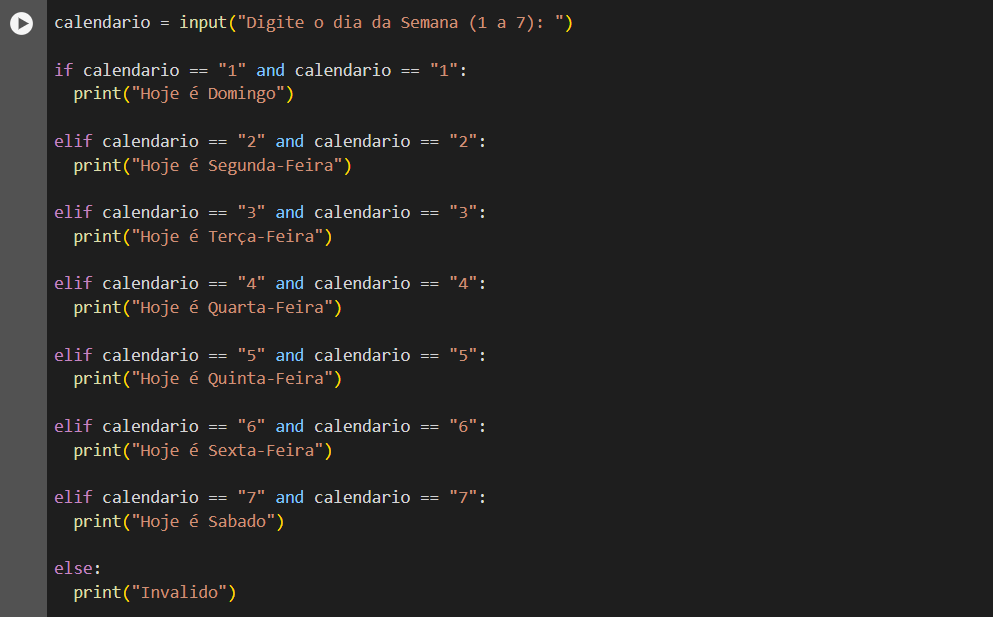 calendario = input("Digite o dia da Semana (1 a 7): ")
if calendario == "1" and calendario == "1":
  print("Hoje é Domingo")
elif calendario == "2" and calendario == "2":
  print("Hoje é Segunda-Feira")
elif calendario == "3" and calendario == "3":
  print("Hoje é Terça-Feira")
elif calendario == "4" and calendario == "4":
  print("Hoje é Quarta-Feira")
elif calendario == "5" and calendario == "5":
  print("Hoje é Quinta-Feira")
elif calendario == "6" and calendario == "6":
  print("Hoje é Sexta-Feira")
elif calendario == "7" and calendario == "7":
  print("Hoje é Sabado")
else:
  print("Invalido")